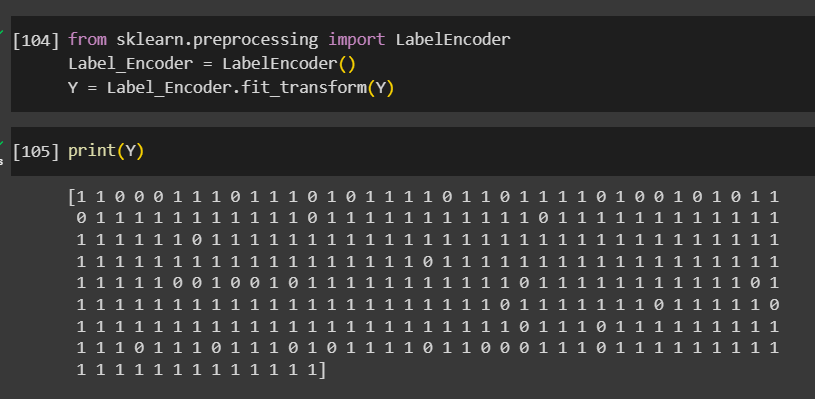 [104] from sklearn.preprocessing import LabelEncoder
Label_Encoder = LabelEncoder()
Y = Label_Encoder.fit_transform(Y)
s
[105] print(Y)
[1 1 0 0 0 1 1 1 0 1 1 1 0 1 0 1 1 1 1 0 1 1 0 1 1 1 1 0 1 0 0 1 0 1 0 1 1
0 1 1 1 1 1 1 1 1 1 1 1 0 1 1 1 1 1 1 1 1 1 1 1 0 1 1 1 1 1 1 1 1 1 1 1 1
1 1 1 1 1 1 0 1 1 1 1 1 1 1 1 1 1 1 1 1 1 1 1 1 1 1 1 1 1 1 1 1 1 1 1 1 1
1 1 1 1 1 1 1 1 1 1 1 1 1 1 1 1 1 1 0 1 1 1 1 1 1 1 1 1 1 1 1 1 1 1 1 1 1
1 1 1 1 1 0 0 1 0 0 1 0 1 1 1 1 1 1 1 1 1 1 1 0 1 1 1 1 1 1 1 1 1 1 1 0 1
1 1 1 1 1 1 1 1 1 1 1 1 1 1 1 1 1 1 1 1 1 1 0 1 1 1 1 1 1 1 0 1 1 1 1 1 0
1 1 1 1 1 1 1 1 1 1 1 1 1 1 1 1 1 1 1 1 1 1 1 0 1 1 1 0 1 1 1 1 1 1 1 1 1
1 1 1 0 1 1 1 0 1 1 1 0 1 0 1 1 1 1 0 1 1 0 0 0 1 1 1 0 1 1 1 1 1 1 1 1 1
1 1 1 1 1 1 1 1 1 1 1 1 1]